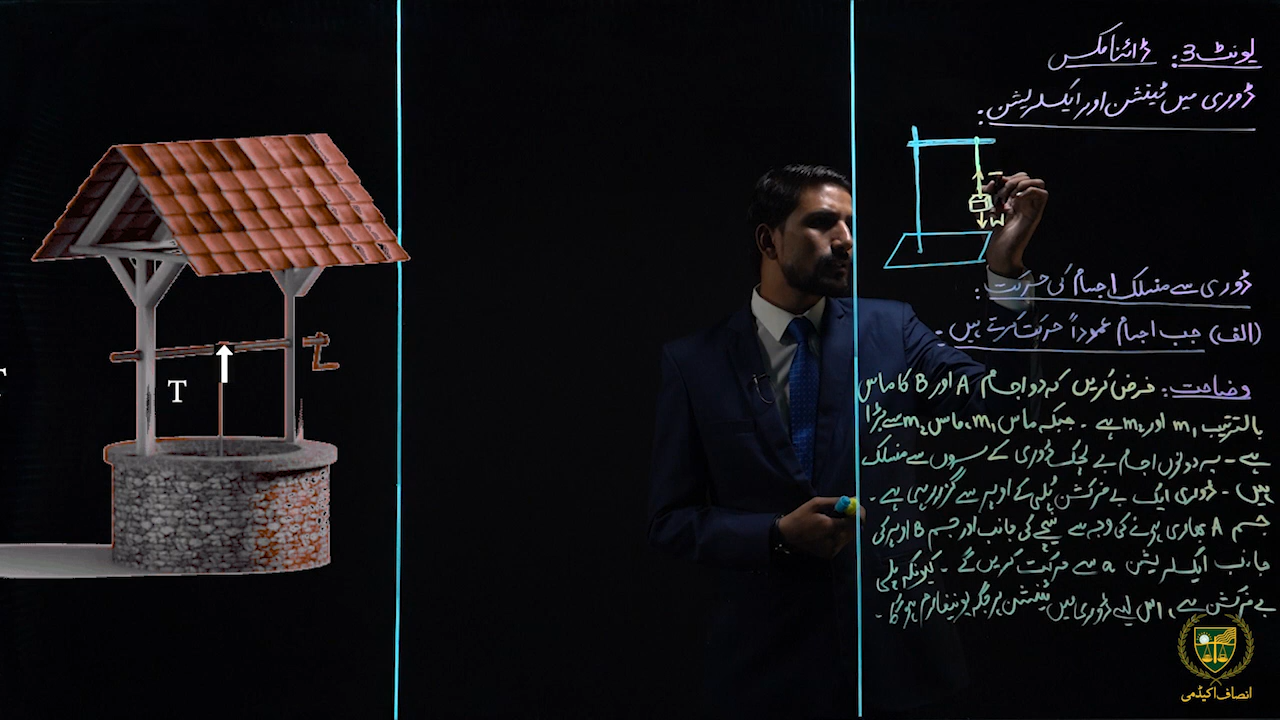 یونٹ 3: ڈائنامکس
ڈوری میں ٹینشن اور ایکسلریشن:
W
ڈوری سے منسلک اجسام کی حرکت:
(الف) جب اجسام عموداً حرکت کرتے ہیں۔
وضاحت: فرض کریں کہ دو اجسام A اور B کا ماس
بالترتیب m₁ اور m₂ ہے۔ جبکہ ماس m₁، ماس m₂ سے بڑا
ہے۔ یہ دونوں اجسام بے لچک ڈوری کے سروں سے منسلک
ہیں۔ ڈوری ایک بے فرکشن پُلی کے اوپر سے گزر رہی ہے۔
جسم A بھاری ہونے کی وجہ سے نیچے کی جانب اور جسم B اوپر کی
جانب ایکسلریشن a سے حرکت کریں گے۔ کیونکہ پلی
بے فرکشن ہے، اس لیے ڈوری میں ٹینشن ہر جگہ یونیفارم ہو گا۔
T
انصاف اکیڈمی